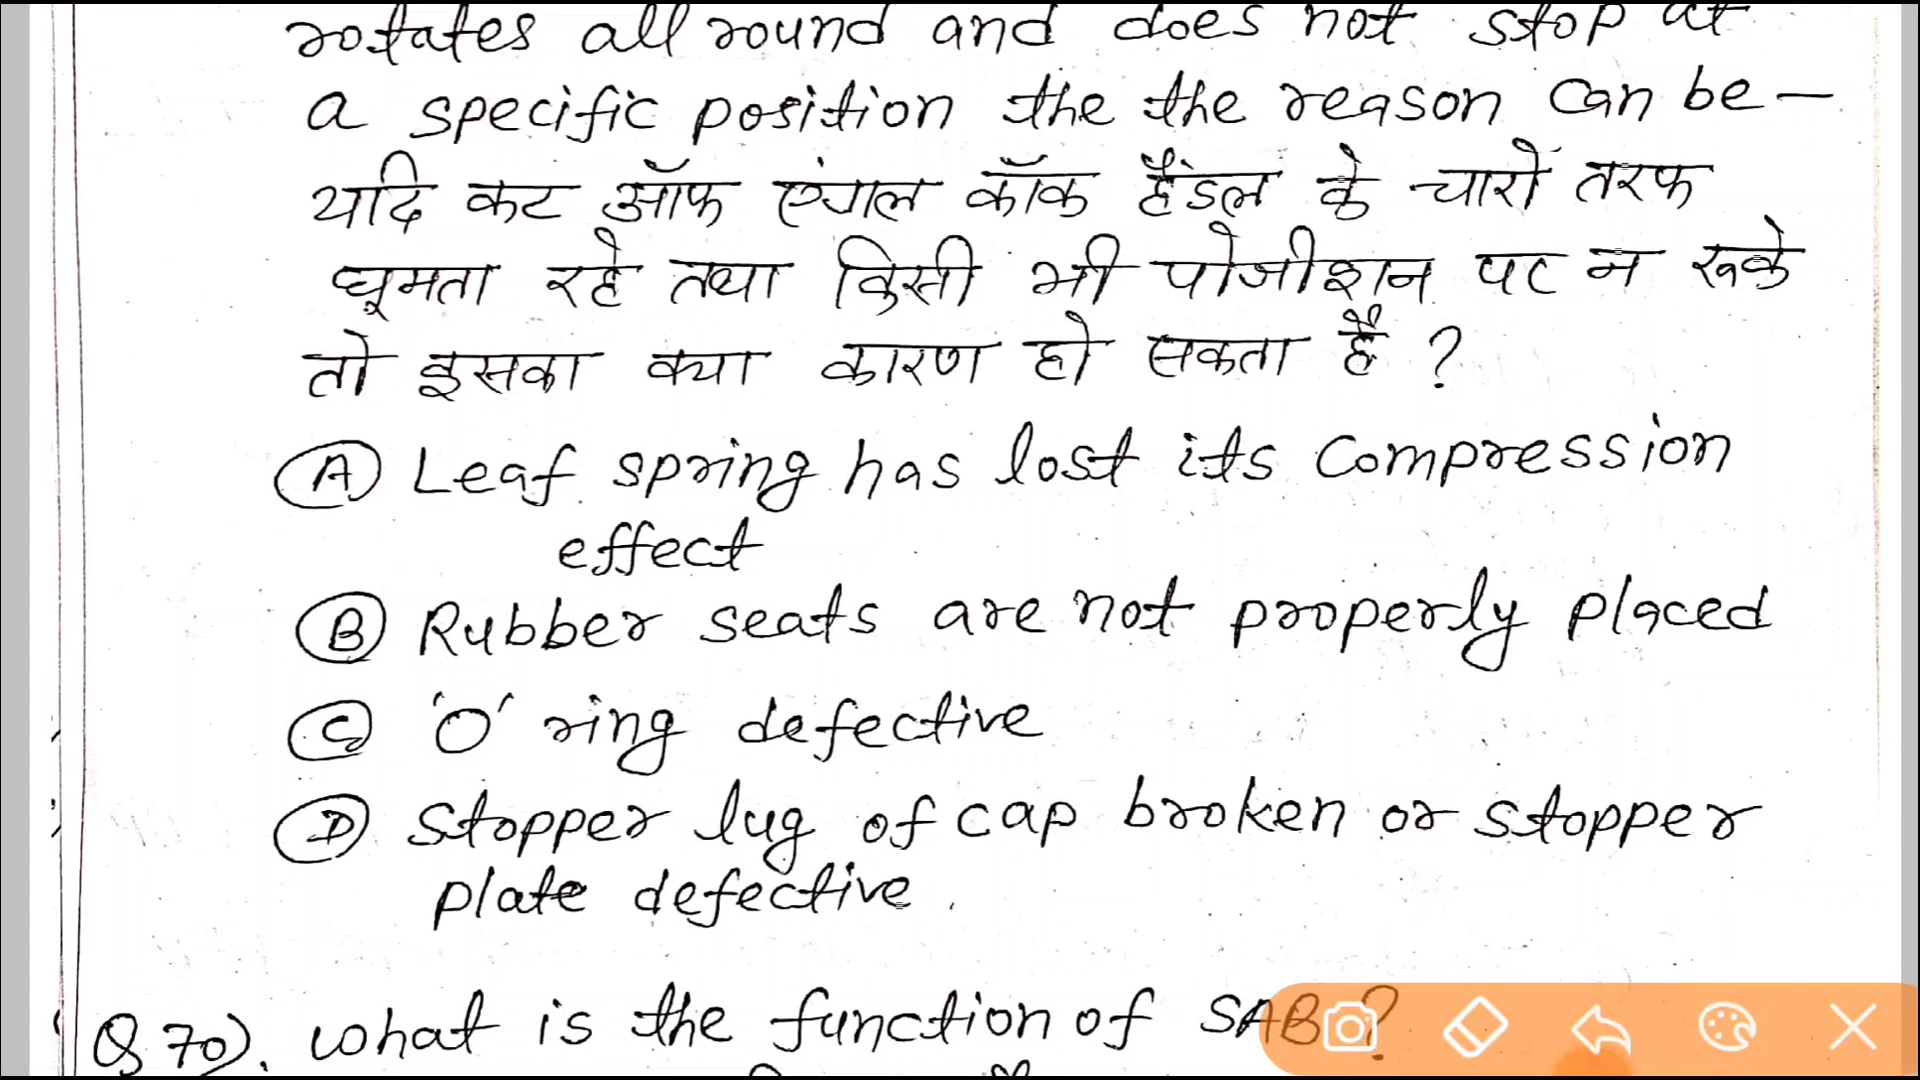 rotates all round and does not stop at
a specific position the the reason can be —
यदि कट ऑफ एंगल कॉक हैंडल के चारों तरफ
घूमता रहे तथा किसी भी पोजीशन पर न रुके
तो इसका क्या कारण हो सकता है ?
(A) Leaf spring has lost its compression
effect
(B) Rubber seats are not properly placed
(C) 'O' ring defective
(D) stopper lug of cap broken or stopper
plate defective.
Q 70). what is the function of SAB ?